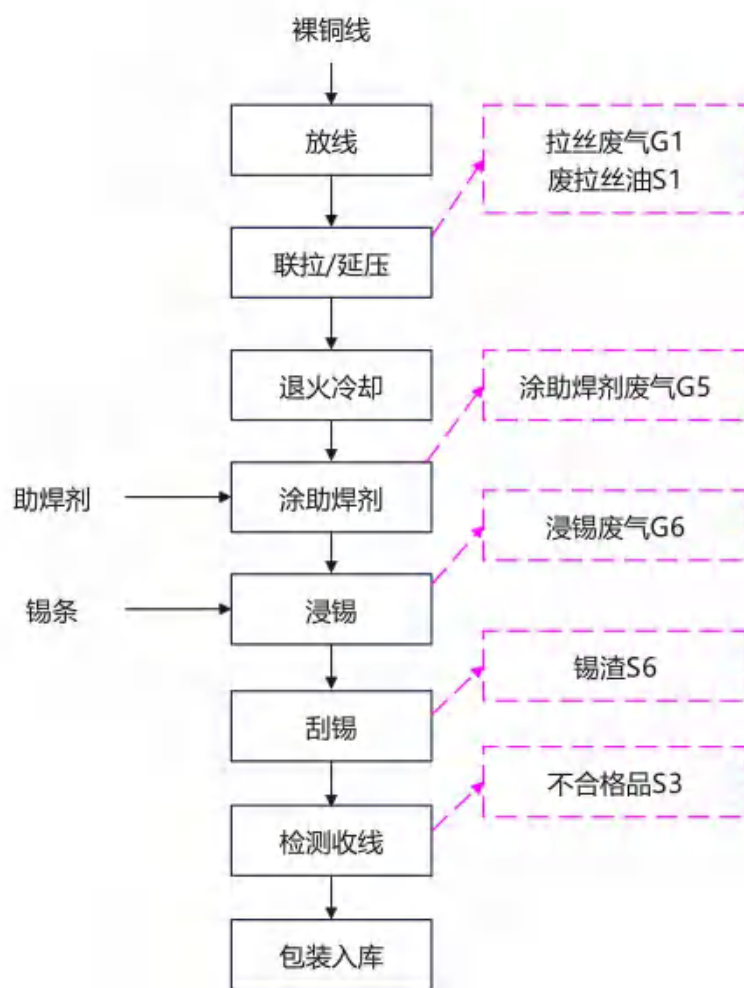 裸铜线
放线
拉丝废气G1
废拉丝油S1
联拉/延压
退火冷却
涂助焊剂废气G5
助焊剂
涂助焊剂
浸锡废气G6
锡条
浸锡
锡渣S6
刮锡
不合格品S3
检测收线
包装入库